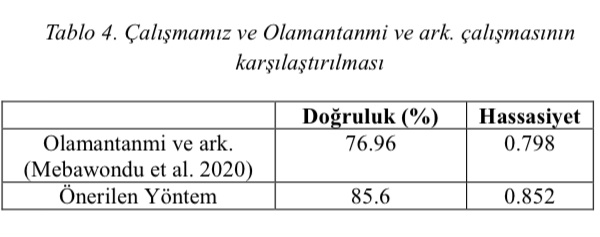 Tablo 4. Çalışmamız ve Olamantanmi ve ark. çalışmasının
karşılaştırılması
Doğruluk (%) Hassasiyet
Olamantanmi ve ark. 76.96 0.798
(Mebawondu et al. 2020)
Önerilen Yöntem 85.6 0.852